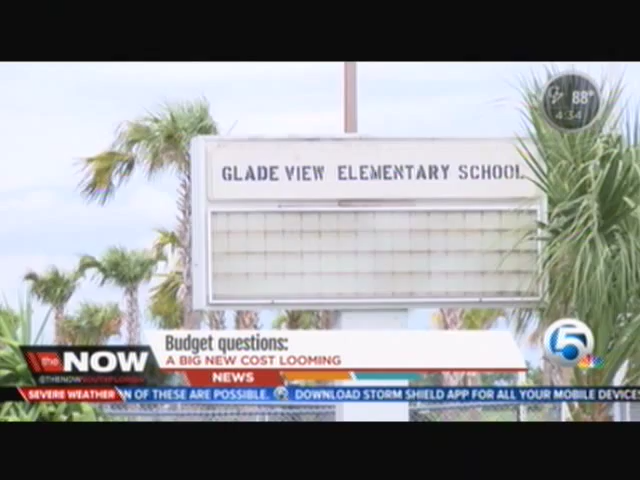 88°
4:34
GLADE VIEW ELEMENTARY SCHOOL
Budget questions:
A BIG NEW COST LOOMING
the NOW
@THENOWSOUTHFLORIDA
NEWS
5
SEVERE WEATHER
ON OF THESE ARE POSSIBLE. DOWNLOAD STORM SHIELD APP FOR ALL YOUR MOBILE DEVICES